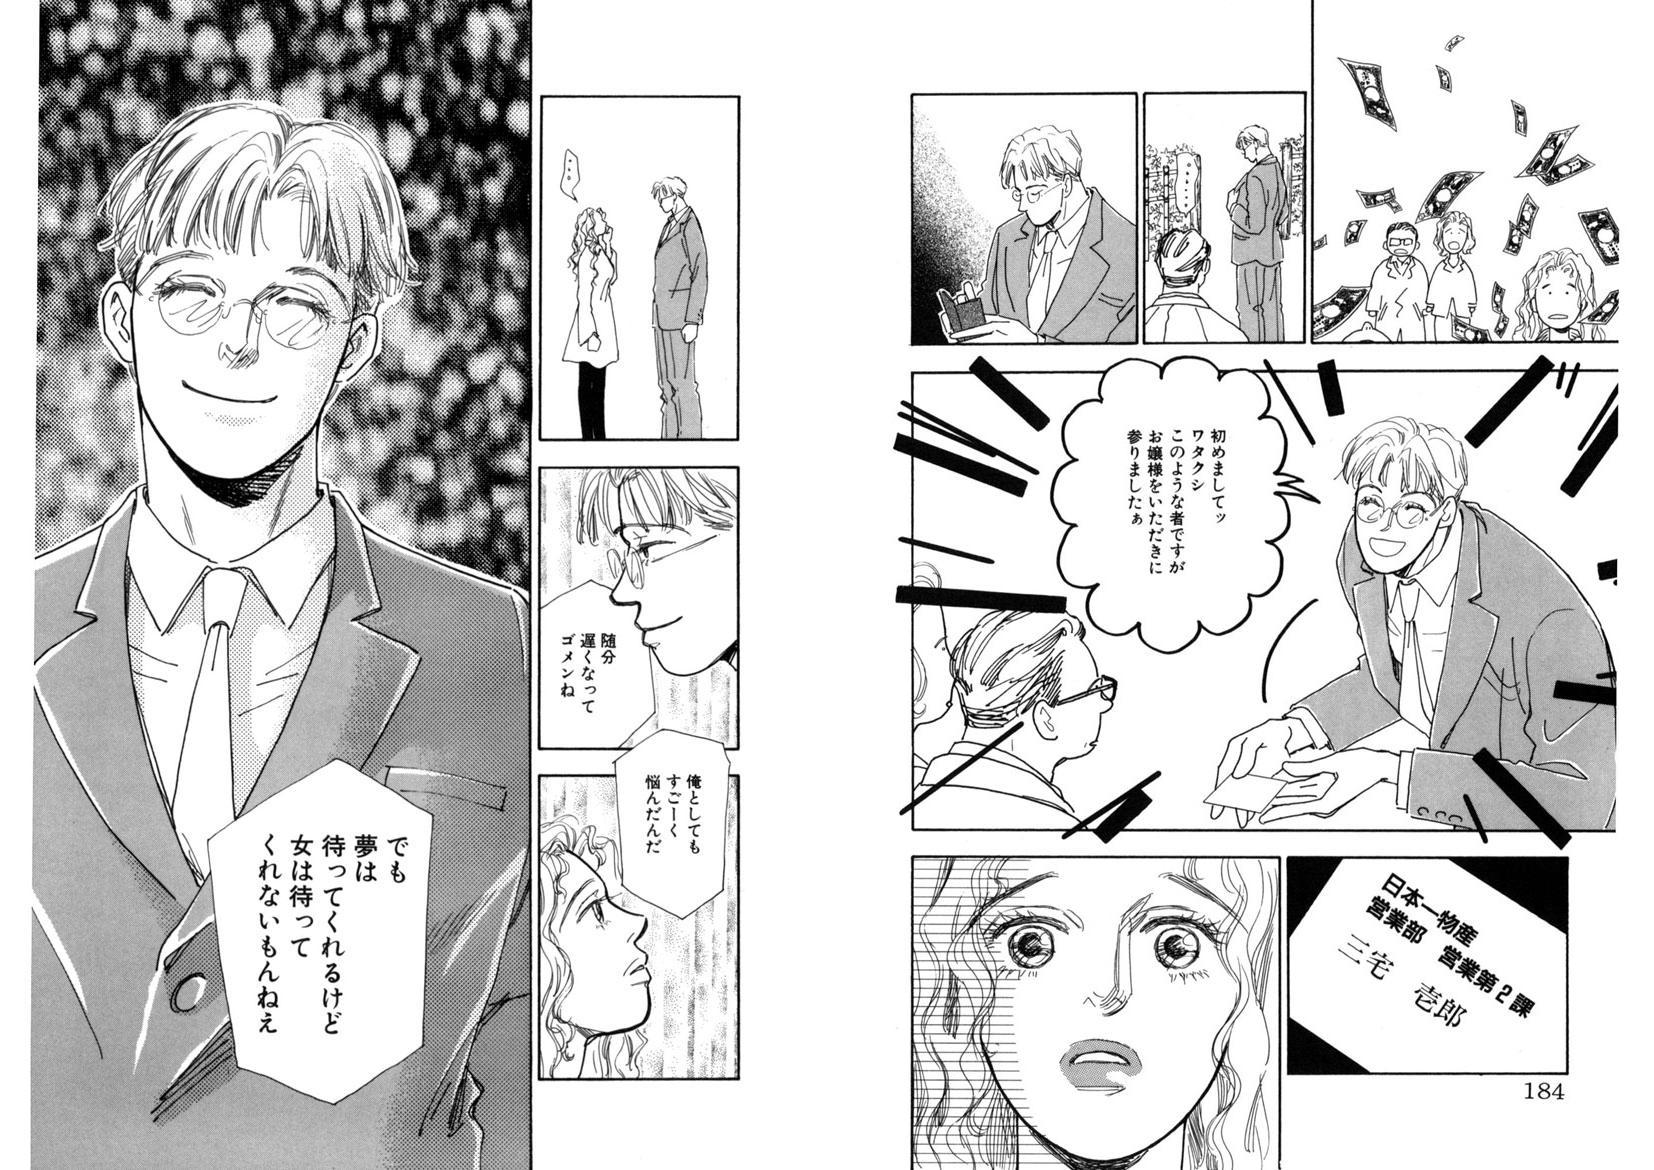 ……
初めましてッ
ワタクシ
このような者ですが
お嬢様をいただきに
参りましたぁ
日本一物産
営業部　営業第2課
三宅　壱郎
184
…
随分
遅くなって
ゴメンね
俺としても
すごーく
悩んだんだ
でも
夢は
待ってくれるけど
女は待って
くれないもんねえ